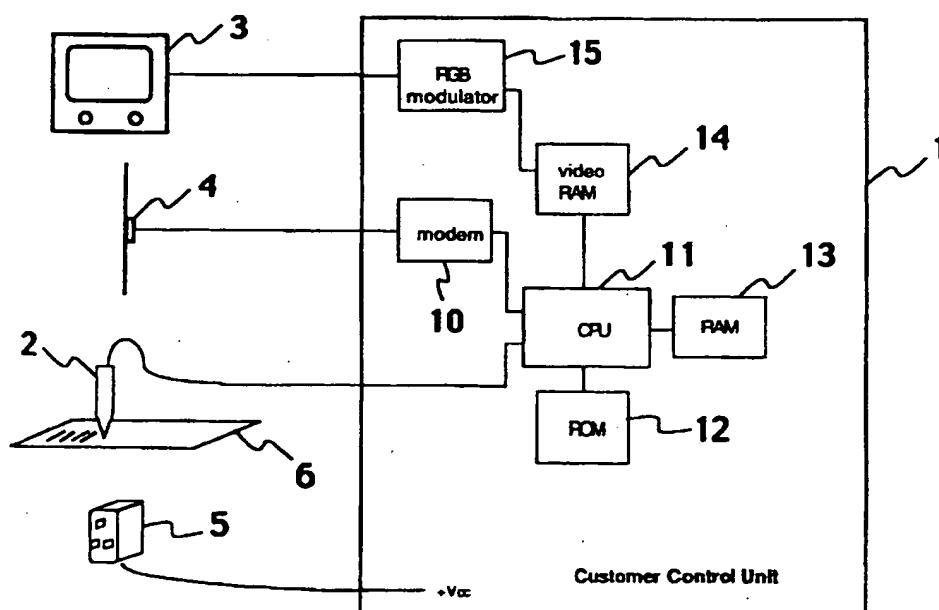 3
RGB
modulator
15
4
video
RAM
14
1
modem
10
11
CPU
RAM
13
2
ROM
12
6
5
+Vcc
Customer Control Unit